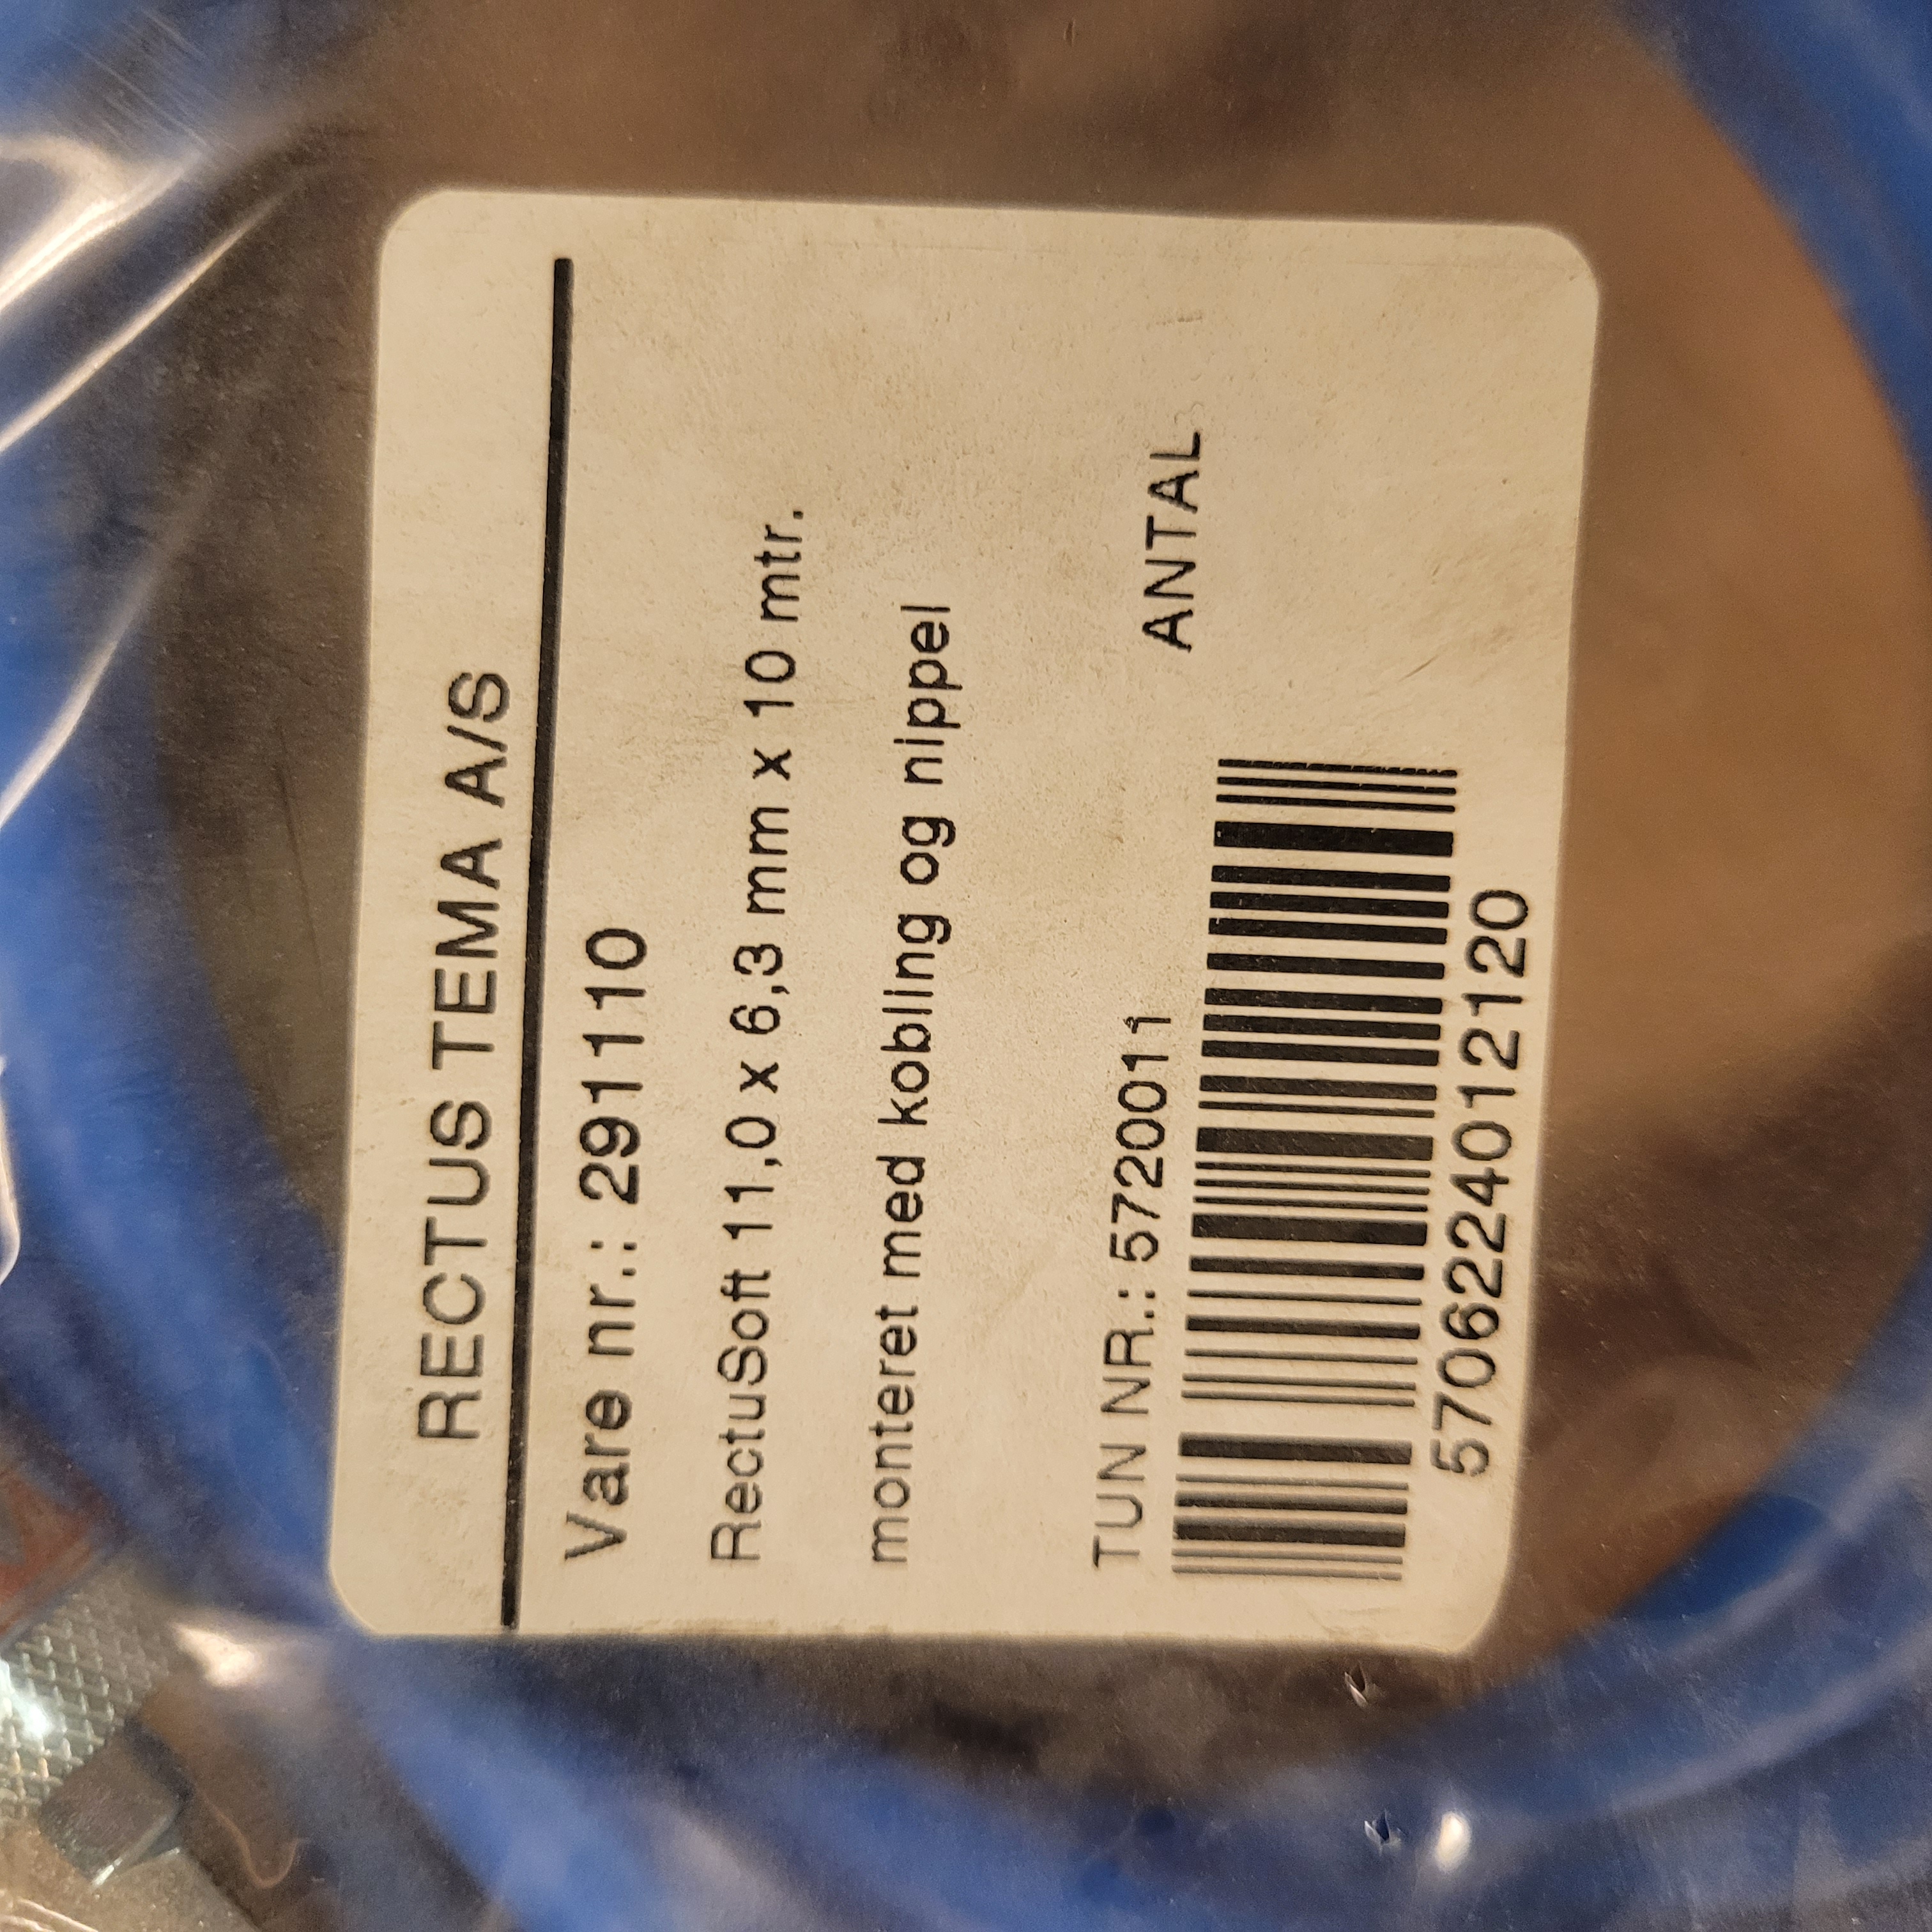 RECTUS TEMA A/S
Vare nr.: 291110
RectuSoft 11,0 x 6,3 mm x 10 mtr.
monteret med kobling og nippel
TUN NR.: 5720011
ANTAL
5706224012120